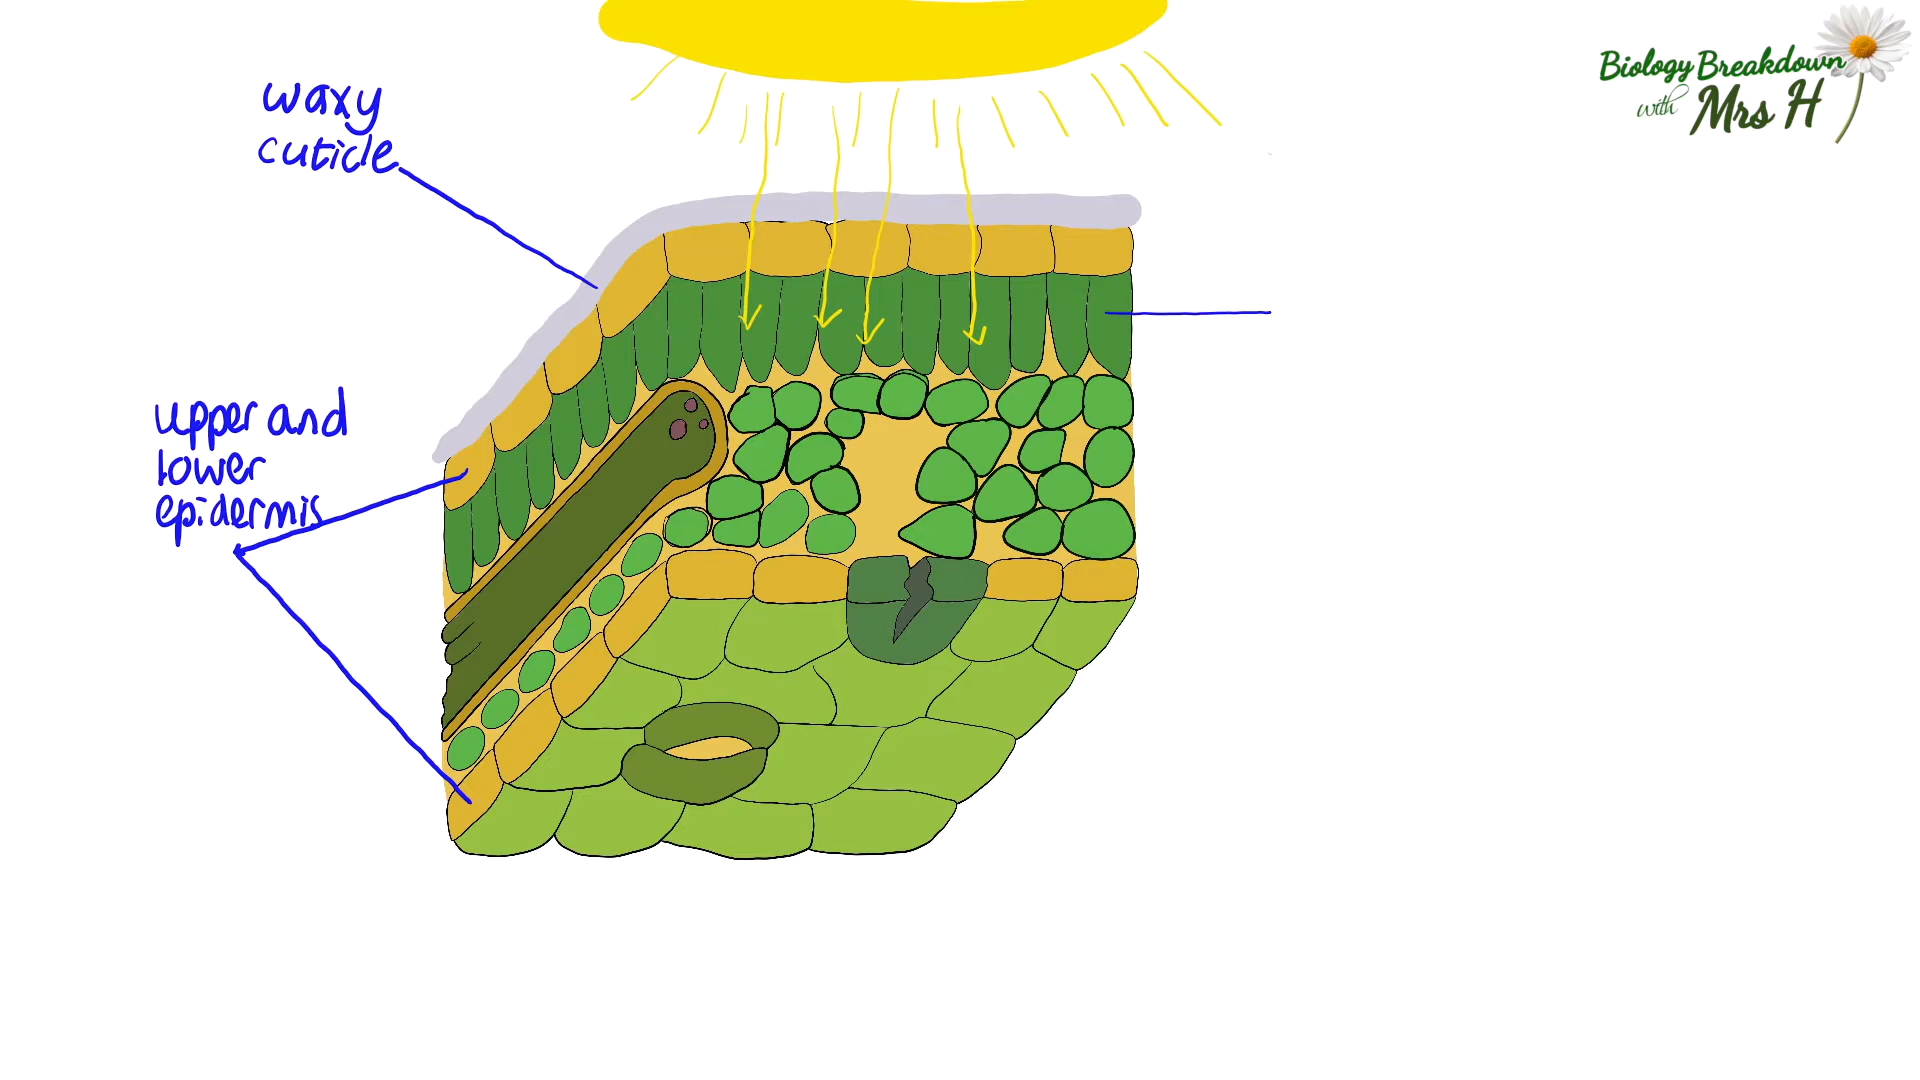 waxy
cuticle
upper and
lower
epidermis
Biology Breakdown
with Mrs H